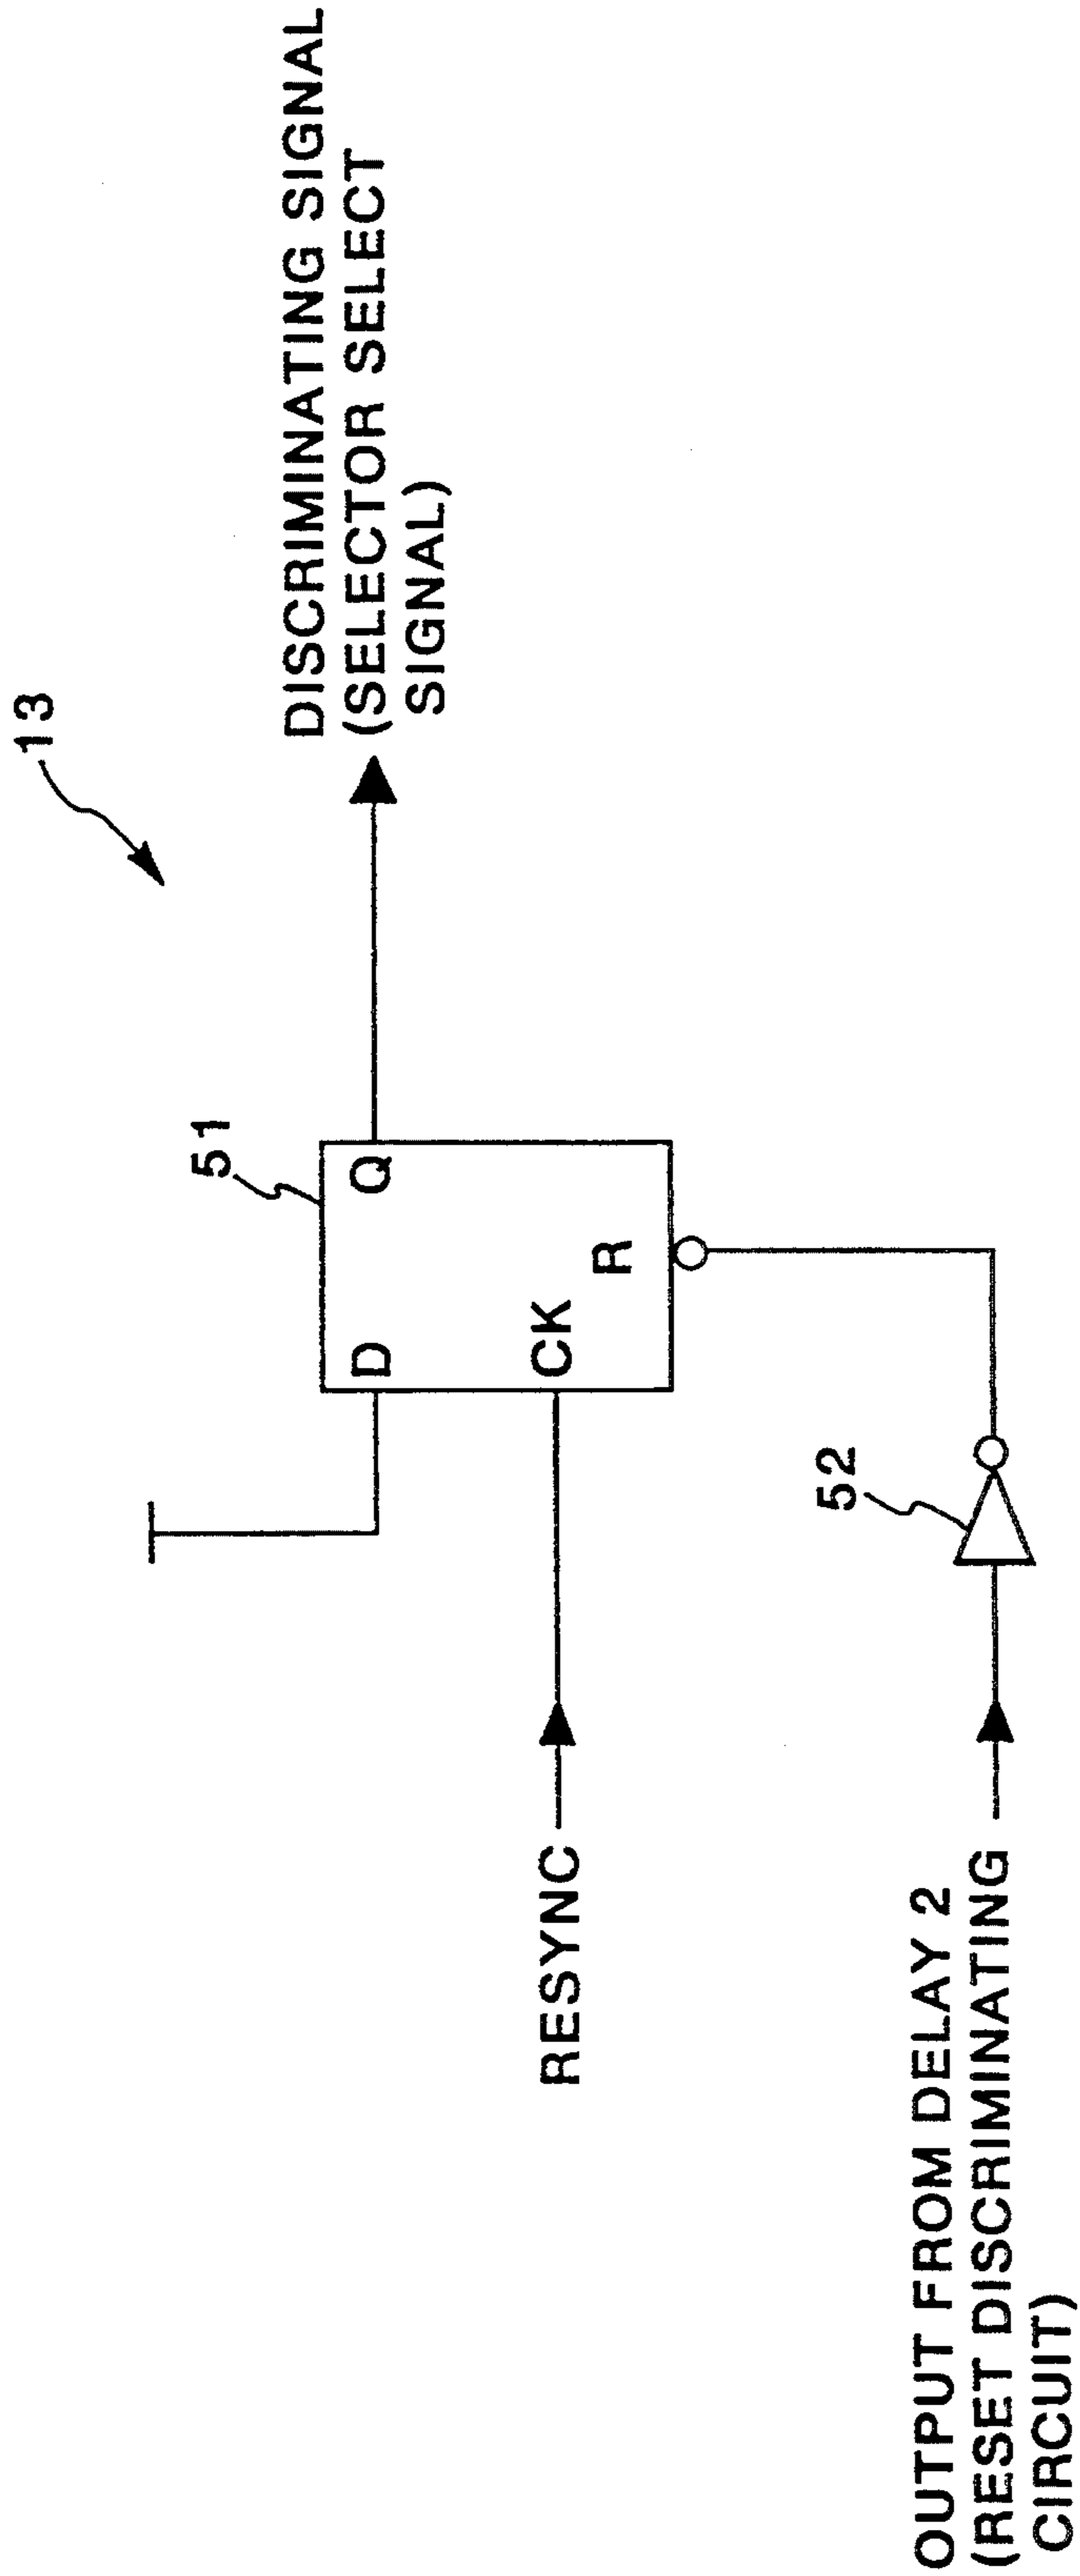 13
DISCRIMINATING SIGNAL
(SELECTOR SELECT
SIGNAL)
51
D
Q
CK
R
RESYNC
52
OUTPUT FROM DELAY 2
(RESET DISCRIMINATING
CIRCUIT)